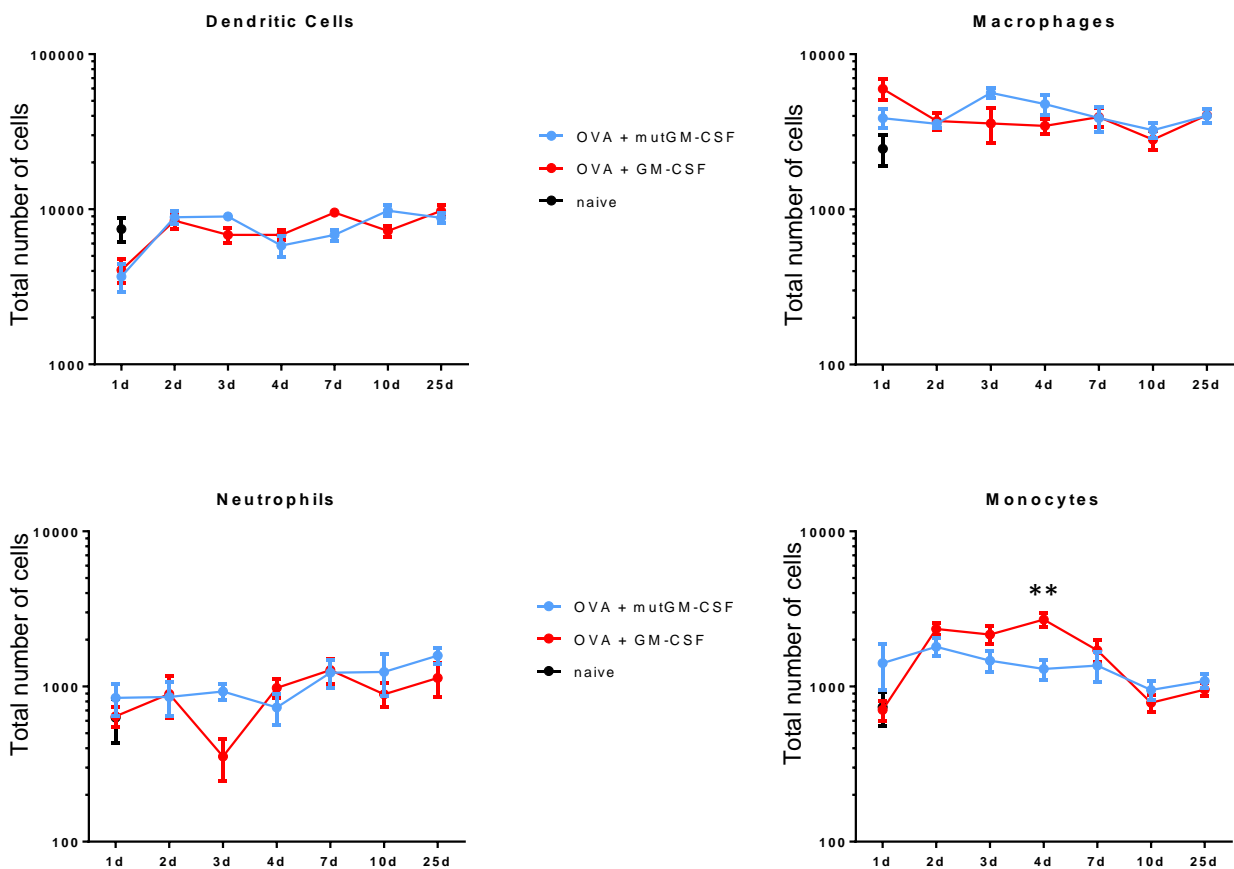 Dendritic Cells
100000
10000
1000
Total number of cells
1d 2d 3d 4d 7d 10d 25d
OVA + mutGM-CSF
OVA + GM-CSF
naive
Macrophages
10000
1000
100
Total number of cells
1d 2d 3d 4d 7d 10d 25d
Neutrophils
10000
1000
100
Total number of cells
1d 2d 3d 4d 7d 10d 25d
OVA + mutGM-CSF
OVA + GM-CSF
naive
Monocytes
10000
1000
100
Total number of cells
**
1d 2d 3d 4d 7d 10d 25d